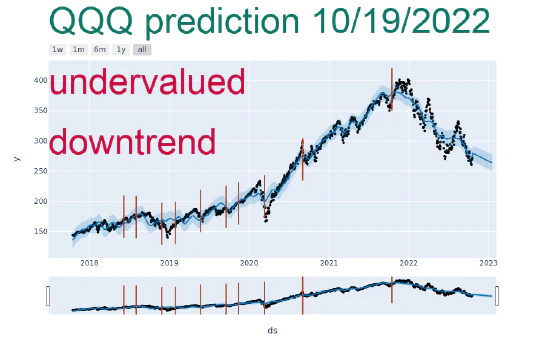 QQQ prediction 10/19/2022
1w 1m 6m 1y all
undervalued
downtrend
400
350
300
250
200
150
y
2018 2019 2020 2021 2022 2023
ds